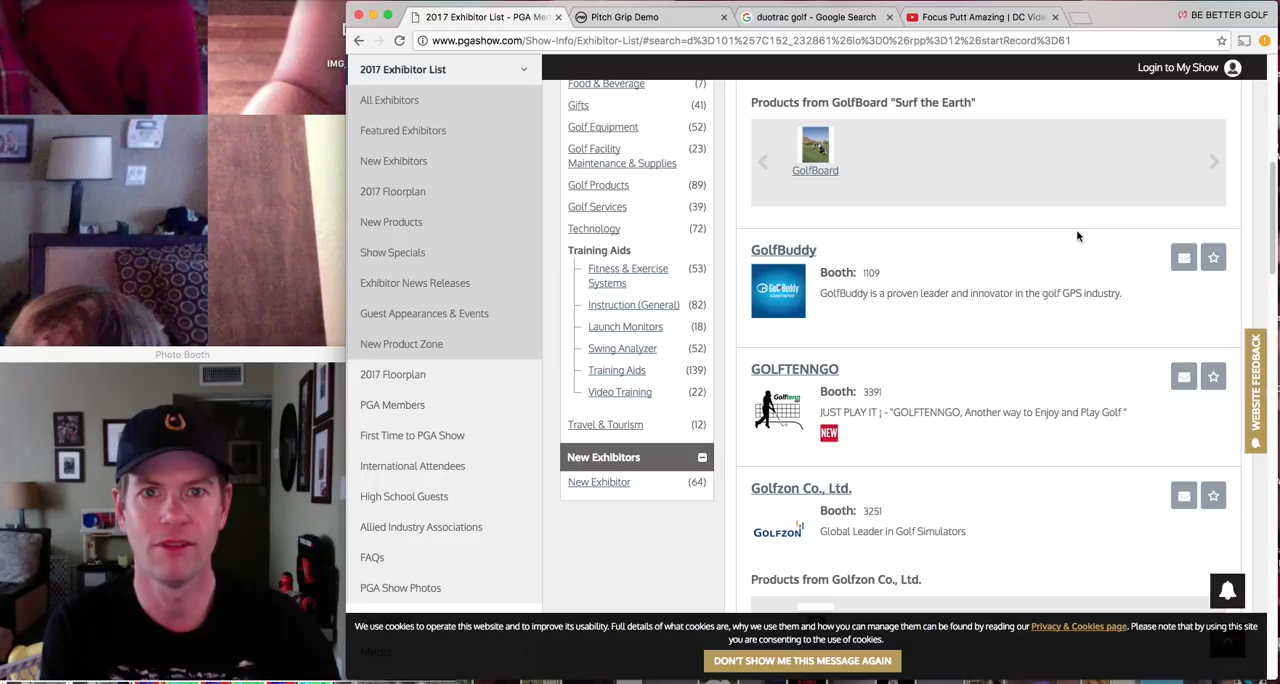 2017 Exhibitor List - PGA Mem
Pitch Grip Demo
duotrac golf - Google Search
Focus Putt Amazing | DC Vide
BE BETTER GOLF
www.pgashow.com/Show-Info/Exhibitor-List/#search=d%3D101%257C152_232861%26lo%3D0%26rpp%3D12%26startRecord%3D61
IMG_
Photo Booth
2017 Exhibitor List
All Exhibitors
Featured Exhibitors
New Exhibitors
2017 Floorplan
New Products
Show Specials
Exhibitor News Releases
Guest Appearances & Events
New Product Zone
2017 Floorplan
PGA Members
First Time to PGA Show
International Attendees
High School Guests
Allied Industry Associations
FAQs
PGA Show Photos
Media
Food & Beverage (7)
Gifts (41)
Golf Equipment (52)
Golf Facility
Maintenance & Supplies (23)
Golf Products (89)
Golf Services (39)
Technology (72)
Training Aids
Fitness & Exercise
Systems (53)
Instruction (General) (82)
Launch Monitors (18)
Swing Analyzer (52)
Training Aids (139)
Video Training (22)
Travel & Tourism (12)
New Exhibitors
New Exhibitor (64)
Login to My Show
Products from GolfBoard "Surf the Earth"
GolfBoard
GolfBuddy
GolfBuddy
Booth: 1109
GolfBuddy is a proven leader and innovator in the golf GPS industry.
GOLFTENNGO
Golftenn
Booth: 3391
JUST PLAY IT ¡ - "GOLFTENNGO, Another way to Enjoy and Play Golf "
NEW
Golfzon Co., Ltd.
GOLFZON
Booth: 3251
Global Leader in Golf Simulators
Products from Golfzon Co., Ltd.
WEBSITE FEEDBACK
We use cookies to operate this website and to improve its usability. Full details of what cookies are, why we use them and how you can manage them can be found by reading our Privacy & Cookies page. Please note that by using this site
you are consenting to the use of cookies.
DON'T SHOW ME THIS MESSAGE AGAIN